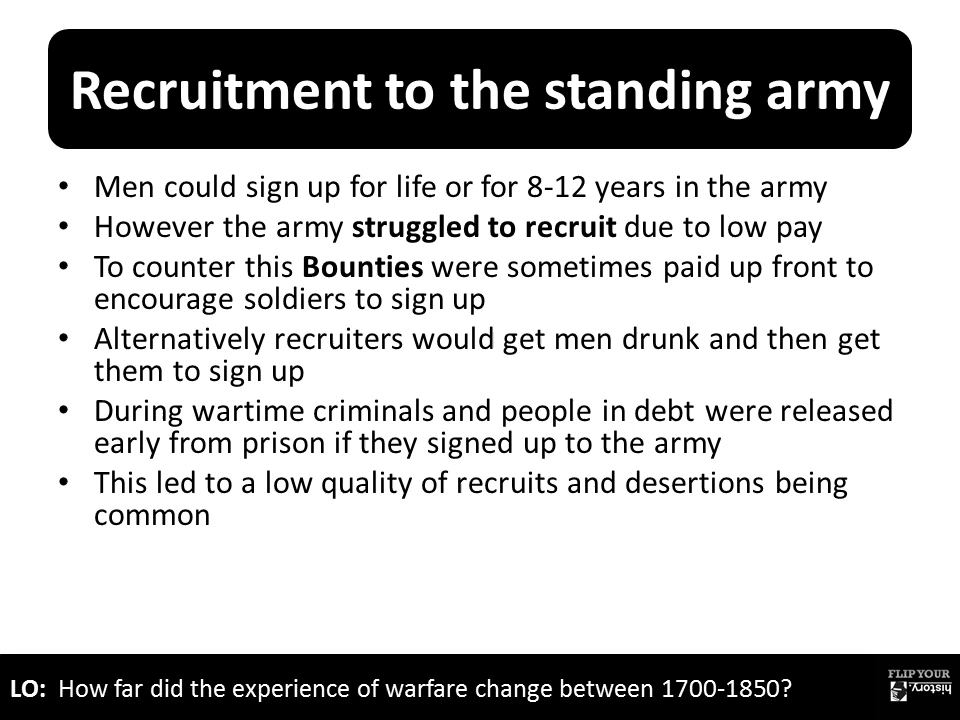 Recruitment to the standing army
• Men could sign up for life or for 8-12 years in the army
• However the army struggled to recruit due to low pay
• To counter this Bounties were sometimes paid up front to
encourage soldiers to sign up
• Alternatively recruiters would get men drunk and then get
them to sign up
• During wartime criminals and people in debt were released
early from prison if they signed up to the army
• This led to a low quality of recruits and desertions being
common
LO: How far did the experience of warfare change between 1700-1850?
FLIP YOUR
history.